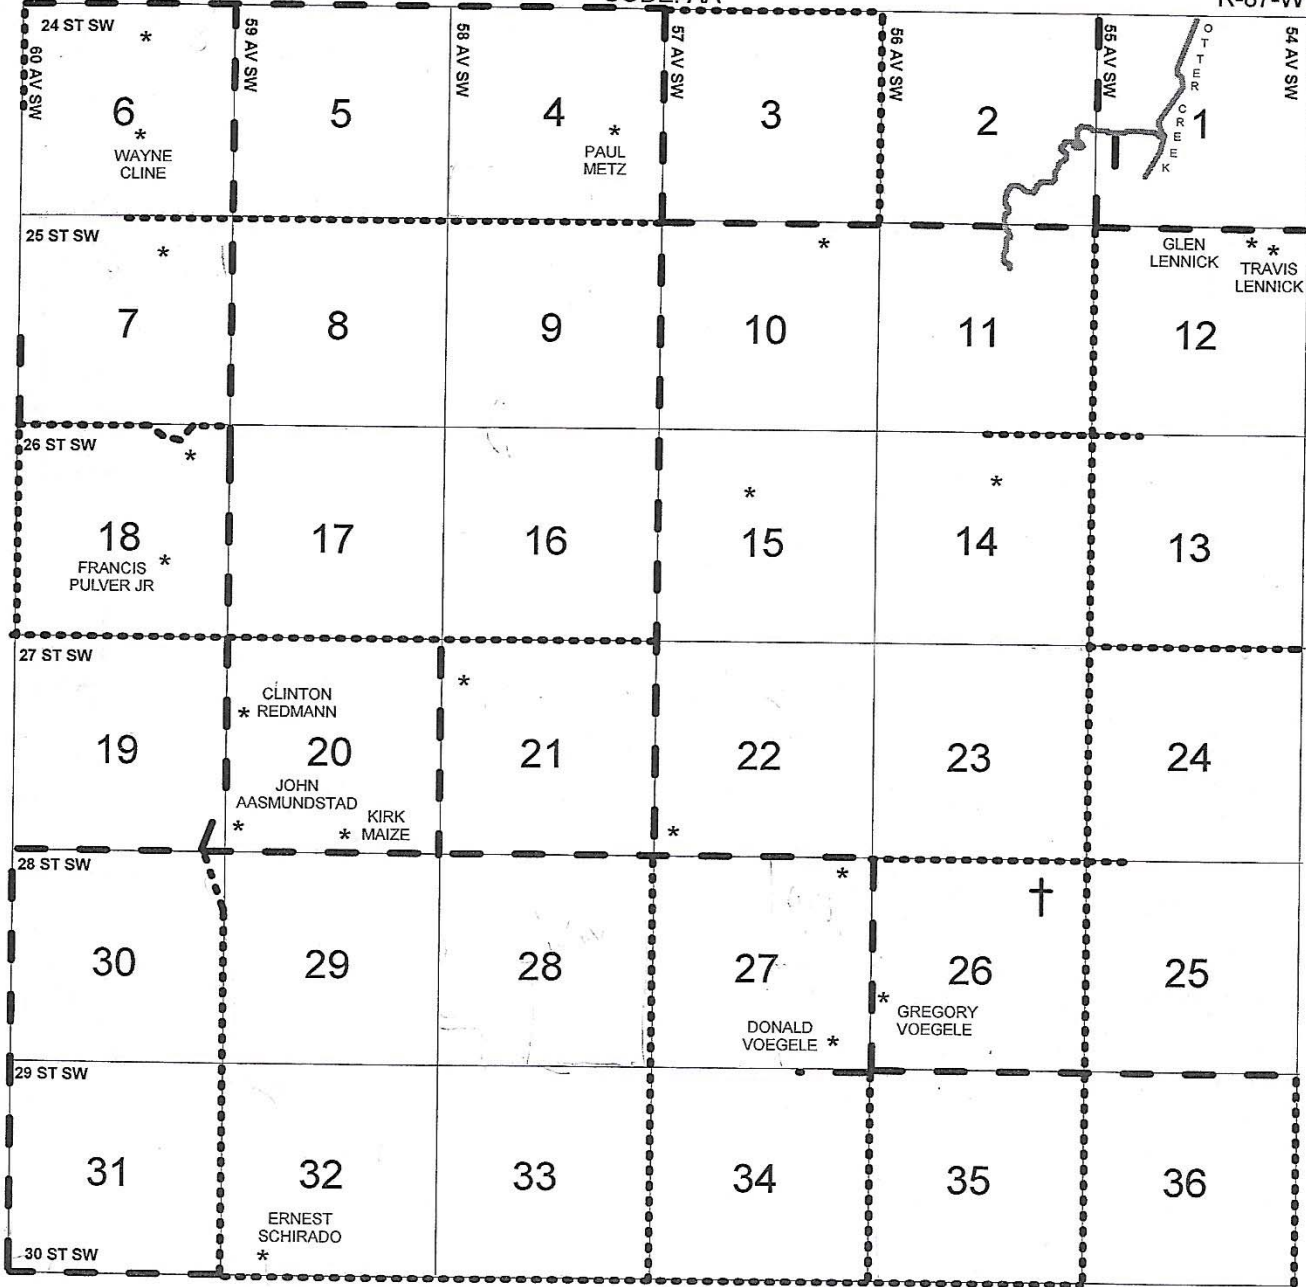 24 ST SW
60 AV SW
59 AV SW
58 AV SW
57 AV SW
56 AV SW
55 AV SW
54 AV SW
OTTER CREEK
6
5
4
3
2
1
WAYNE
CLINE
PAUL
METZ
25 ST SW
GLEN
LENNICK
TRAVIS
LENNICK
7
8
9
10
11
12
26 ST SW
18
17
16
15
14
13
FRANCIS
PULVER JR
27 ST SW
CLINTON
REDMANN
19
20
21
22
23
24
JOHN
AASMUNDSTAD
KIRK
MAIZE
28 ST SW
30
29
28
27
26
25
DONALD
VOEGELE
GREGORY
VOEGELE
29 ST SW
31
32
33
34
35
36
ERNEST
SCHIRADO
30 ST SW